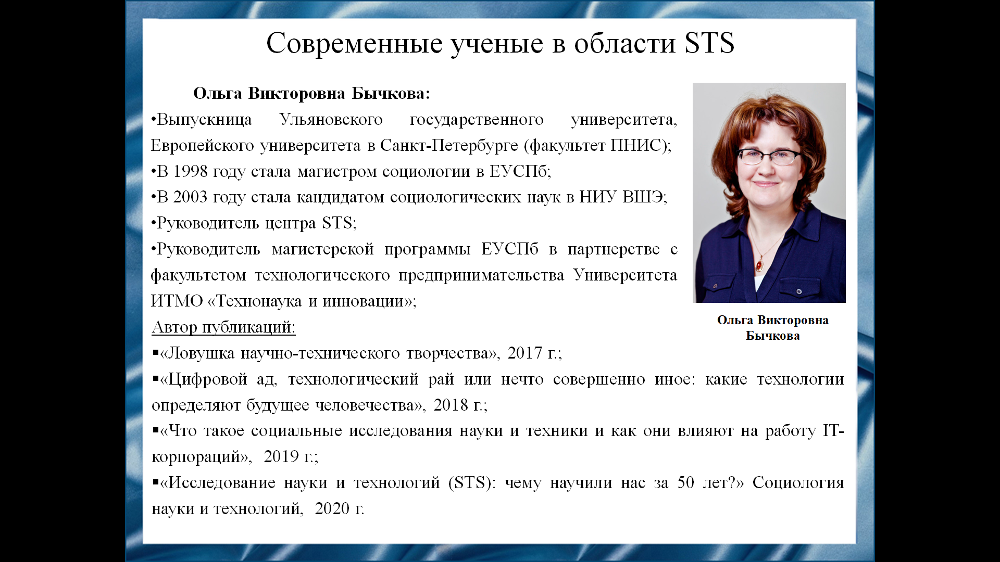 Современные ученые в области STS
Ольга Викторовна Бычкова:
•Выпускница Ульяновского государственного университета,
Европейского университета в Санкт-Петербурге (факультет ПНИС);
•В 1998 году стала магистром социологии в ЕУСПб;
•В 2003 году стала кандидатом социологических наук в НИУ ВШЭ;
•Руководитель центра STS;
•Руководитель магистерской программы ЕУСПб в партнерстве с
факультетом технологического предпринимательства Университета
ИТМО «Технонаука и инновации»;
Автор публикаций:
▪«Ловушка научно-технического творчества», 2017 г.;
▪«Цифровой ад, технологический рай или нечто совершенно иное: какие технологии
определяют будущее человечества», 2018 г.;
▪«Что такое социальные исследования науки и техники и как они влияют на работу IT-
корпораций», 2019 г.;
▪«Исследование науки и технологий (STS): чему научили нас за 50 лет?» Социология
науки и технологий, 2020 г.
Ольга Викторовна
Бычкова